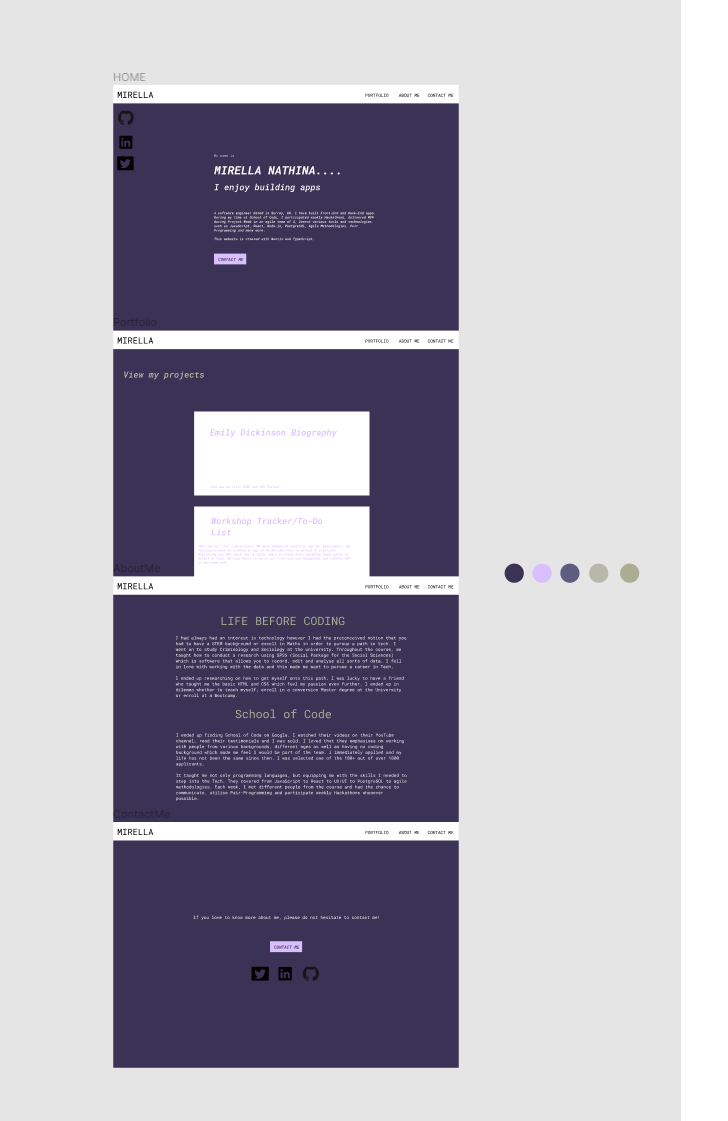 HOME
MIRELLA
PORTFOLIO ABOUT ME CONTACT ME
in
My name is
MIRELLA NATHINA....
I enjoy building apps
A software engineer based in Surrey, UK. I have built Front-End and Back-End apps.
During my time at School of Code, I participated weekly Hackathons, delivered MVP
during Project Week in an agile team of 6, learnt various tools and technologies
such as JavaScript, React, Node.js, PostgreSQL, Agile Methodologies, Pair
Programming and many more.
This website is created with NextJs and TypeScript.
CONTACT ME
Portfolio
MIRELLA
PORTFOLIO ABOUT ME CONTACT ME
View my projects
Emily Dickinson Biography
This was my first HTML and CSS Project
Workshop Tracker/To-Do
List
AboutMe
MIRELLA
PORTFOLIO ABOUT ME CONTACT ME
LIFE BEFORE CODING
I had always had an interest in technology however I had the preconceived notion that you
had to have a STEM background or enroll in Maths in order to pursue a path in tech. I
went on to study Criminology and Sociology at the university. Throughout the course, we
taught how to conduct a research using SPSS (Social Package for the Social Sciences)
which is software that allows you to record, edit and analyse all sorts of data. I fell
in love with working with the data and this made me want to pursue a career in Tech.
I ended up researching on how to get myself onto this path. I was lucky to have a friend
who taught me the basic HTML and CSS which fuel my passion even further. I ended up in
dilemma whether to teach myself, enroll in a conversion Master degree at the University
or enroll at a Bootcamp.
School of Code
I ended up finding School of Code on Google. I watched their videos on their YouTube
channel, read their testimonials and I was sold. I loved that they emphasises on working
with people from various backgrounds, different ages as well as having no coding
background which made me feel I would be part of the team. I immediately applied and my
life has not been the same since then. I was selected one of the 150+ out of over 1000
applicants.
It taught me not only programming languages, but equipping me with the skills I needed to
step into the Tech. They covered from JavaScript to React to UX/UI to PostgreSQL to agile
methodologies. Each week, I met different people from the course and had the chance to
communicate, utilise Pair-Programming and participate weekly Hackathons whenever
possible.
ContactMe
MIRELLA
PORTFOLIO ABOUT ME CONTACT ME
If you love to know more about me, please do not hesitate to contact me!
CONTACT ME
in